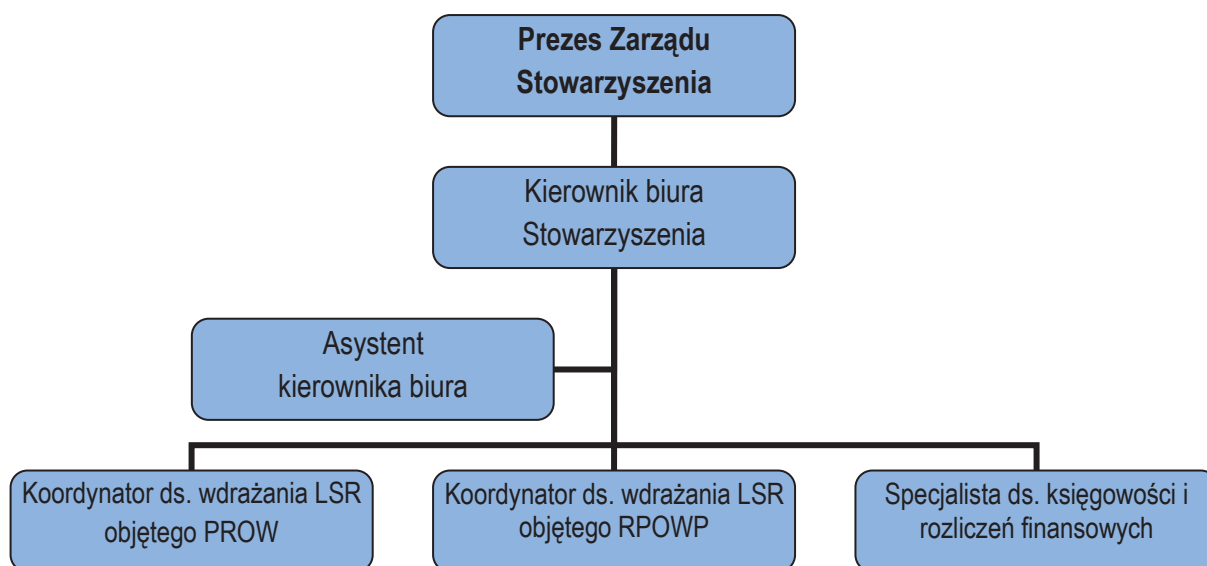 Prezes Zarządu
Stowarzyszenia
Kierownik biura
Stowarzyszenia
Asystent
kierownika biura
Koordynator ds. wdrażania LSR
objętego PROW
Koordynator ds. wdrażania LSR
objętego RPOWP
Specjalista ds. księgowości i
rozliczeń finansowych